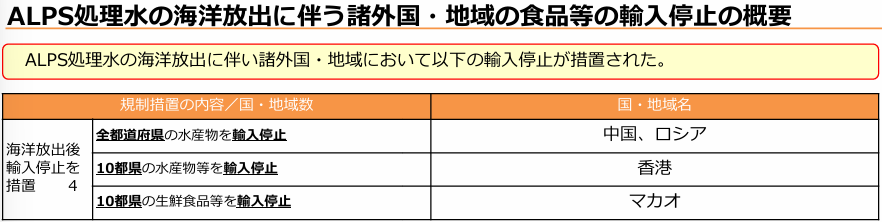 ALPS処理水の海洋放出に伴う諸外国・地域の食品等の輸入停止の概要
ALPS処理水の海洋放出に伴い諸外国・地域において以下の輸入停止が措置された。
規制措置の内容／国・地域数 国・地域名
海洋放出後
輸入停止を
措置 4
全都道府県の水産物を輸入停止 中国、ロシア
10都県の水産物等を輸入停止 香港
10都県の生鮮食品等を輸入停止 マカオ